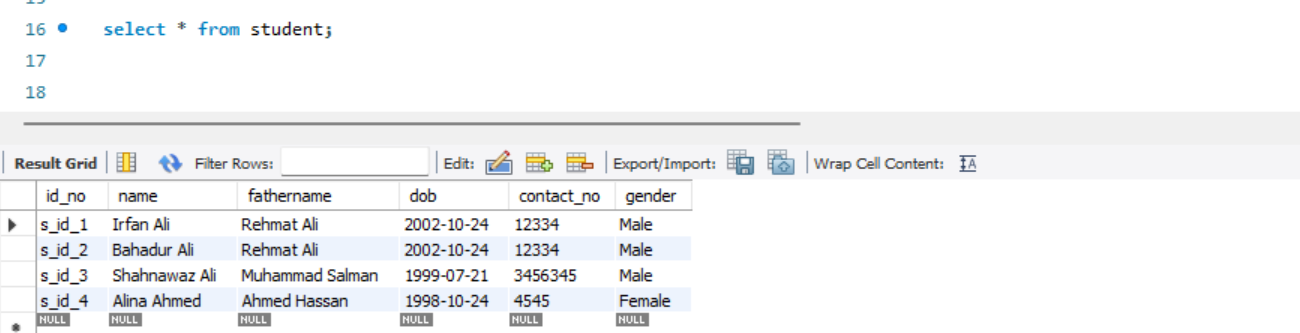 16 select * from student;
17
18
Result Grid Filter Rows: Edit: Export/Import: Wrap Cell Content: IA
id_no name fathername dob contact_no gender
s_id_1 Irfan Ali Rehmat Ali 2002-10-24 12334 Male
s_id_2 Bahadur Ali Rehmat Ali 2002-10-24 12334 Male
s_id_3 Shahnawaz Ali Muhammad Salman 1999-07-21 3456345 Male
s_id_4 Alina Ahmed Ahmed Hassan 1998-10-24 4545 Female
NULL NULL NULL NULL NULL NULL